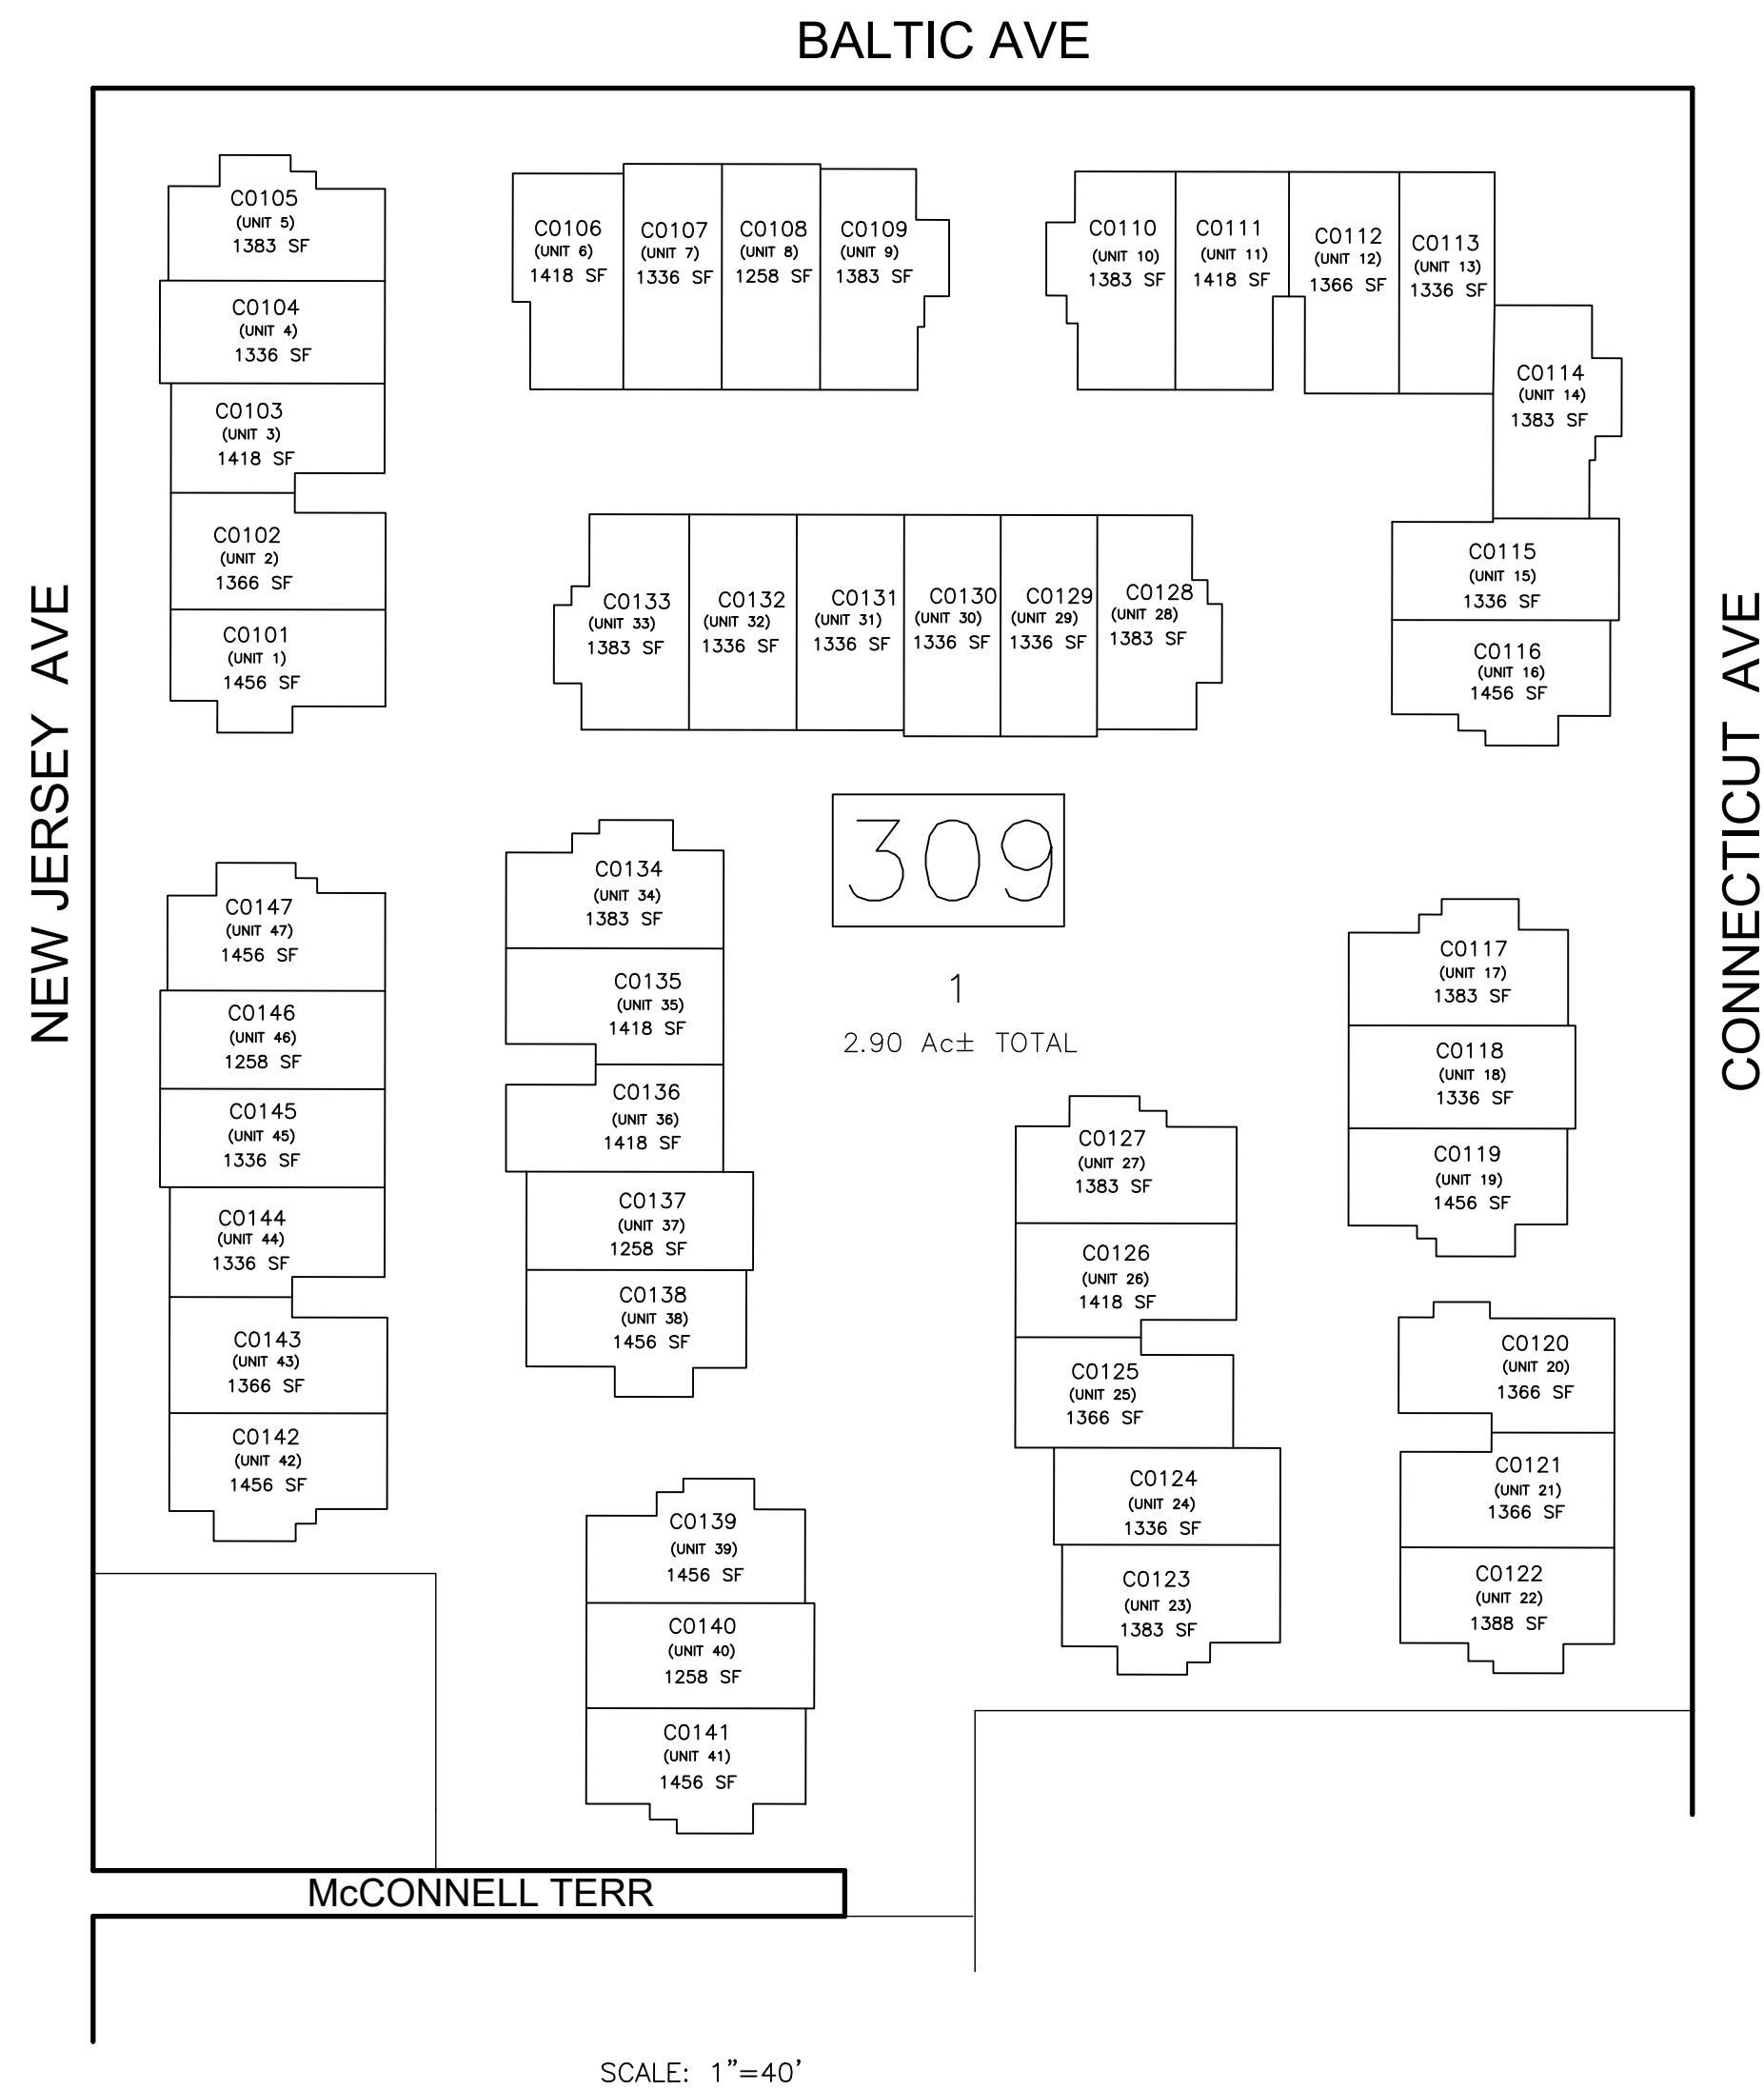 BALTIC AVE
NEW JERSEY AVE
CONNECTICUT AVE
C0105
(UNIT 5)
1383 SF
C0104
(UNIT 4)
1336 SF
C0103
(UNIT 3)
1418 SF
C0102
(UNIT 2)
1366 SF
C0101
(UNIT 1)
1456 SF
C0106
(UNIT 6)
1418 SF
C0107
(UNIT 7)
1336 SF
C0108
(UNIT 8)
1258 SF
C0109
(UNIT 9)
1383 SF
C0110
(UNIT 10)
1383 SF
C0111
(UNIT 11)
1418 SF
C0112
(UNIT 12)
1366 SF
C0113
(UNIT 13)
1336 SF
C0114
(UNIT 14)
1383 SF
C0115
(UNIT 15)
1336 SF
C0116
(UNIT 16)
1456 SF
C0133
(UNIT 33)
1383 SF
C0132
(UNIT 32)
1336 SF
C0131
(UNIT 31)
1336 SF
C0130
(UNIT 30)
1336 SF
C0129
(UNIT 29)
1336 SF
C0128
(UNIT 28)
1383 SF
309
1
2.90 Ac± TOTAL
C0147
(UNIT 47)
1456 SF
C0146
(UNIT 46)
1258 SF
C0145
(UNIT 45)
1336 SF
C0144
(UNIT 44)
1336 SF
C0143
(UNIT 43)
1366 SF
C0142
(UNIT 42)
1456 SF
C0134
(UNIT 34)
1383 SF
C0135
(UNIT 35)
1418 SF
C0136
(UNIT 36)
1418 SF
C0137
(UNIT 37)
1258 SF
C0138
(UNIT 38)
1456 SF
C0139
(UNIT 39)
1456 SF
C0140
(UNIT 40)
1258 SF
C0141
(UNIT 41)
1456 SF
C0127
(UNIT 27)
1383 SF
C0126
(UNIT 26)
1418 SF
C0125
(UNIT 25)
1366 SF
C0124
(UNIT 24)
1336 SF
C0123
(UNIT 23)
1383 SF
C0117
(UNIT 17)
1383 SF
C0118
(UNIT 18)
1336 SF
C0119
(UNIT 19)
1456 SF
C0120
(UNIT 20)
1366 SF
C0121
(UNIT 21)
1366 SF
C0122
(UNIT 22)
1388 SF
McCONNELL TERR
SCALE: 1"=40'